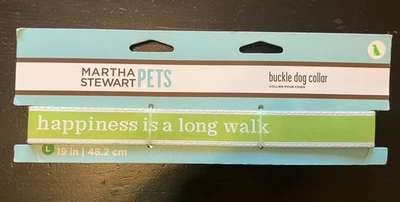 MARTHA
STEWART PETS
buckle dog collar
COLLIER POUR CHIEN
happiness is a long walk
L 19 in | 48.2 cm